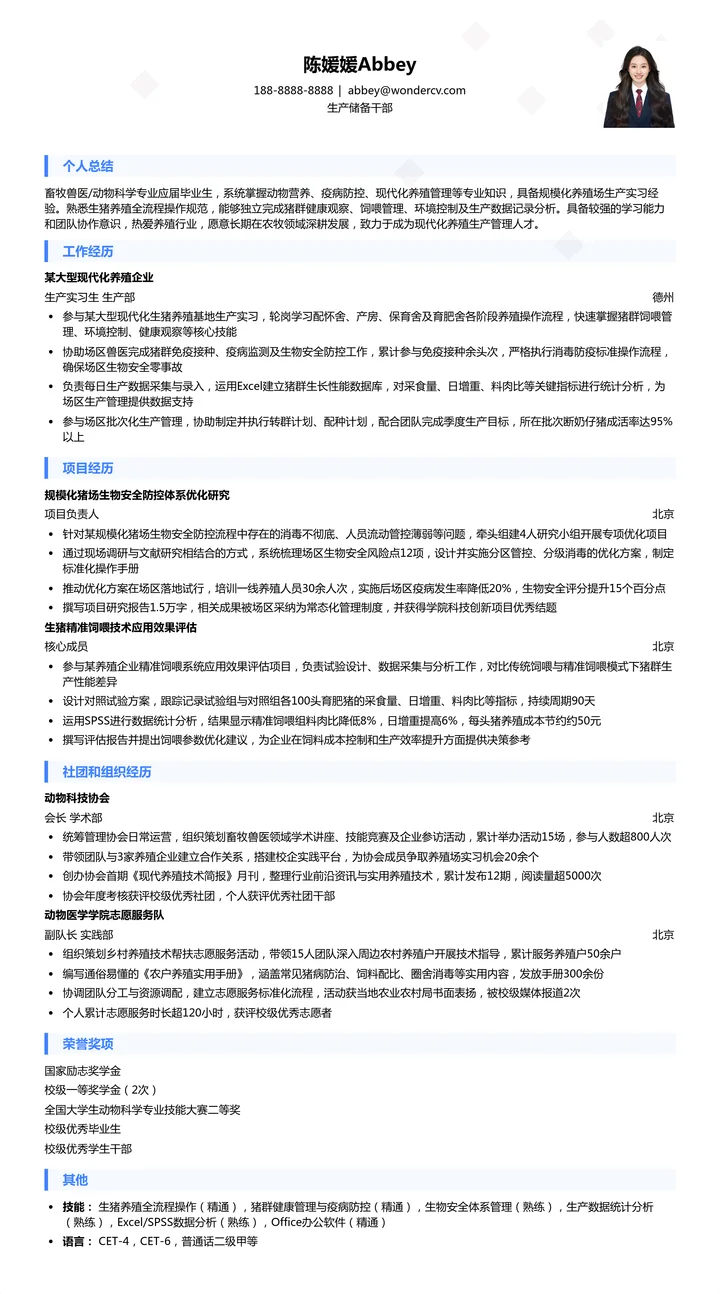 陈媛媛Abbey
188-8888-8888 | abbey@wondercv.com
生产储备干部
个人总结
畜牧兽医/动物科学专业应届毕业生，系统掌握动物营养、疫病防控、现代化养殖管理等专业知识，具备规模化养殖场生产实习经
验。熟悉生猪养殖全流程操作规范，能够独立完成猪群健康观察、饲喂管理、环境控制及生产数据记录分析。具备较强的学习能力
和团队协作意识，热爱养殖行业，愿意长期在农牧领域深耕发展，致力于成为现代化养殖生产管理人才。
工作经历
某大型现代化养殖企业
生产实习生 生产部 德州
• 参与某大型现代化生猪养殖基地生产实习，轮岗学习配怀舍、产房、保育舍及育肥舍各阶段养殖操作流程，快速掌握猪群饲喂管
理、环境控制、健康观察等核心技能
• 协助场区兽医完成猪群免疫接种、疫病监测及生物安全防控工作，累计参与免疫接种余头次，严格执行消毒防疫标准操作流程，
确保场区生物安全零事故
• 负责每日生产数据采集与录入，运用Excel建立猪群生长性能数据库，对采食量、日增重、料肉比等关键指标进行统计分析，为
场区生产管理提供数据支持
• 参与场区批次化生产管理，协助制定并执行转群计划、配种计划，配合团队完成季度生产目标，所在批次断奶仔猪成活率达95%
以上
项目经历
规模化猪场生物安全防控体系优化研究
项目负责人 北京
• 针对某规模化猪场生物安全防控流程中存在的消毒不彻底、人员流动管控薄弱等问题，牵头组建4人研究小组开展专项优化项目
• 通过现场调研与文献研究相结合的方式，系统梳理场区生物安全风险点12项，设计并实施分区管控、分级消毒的优化方案，制定
标准化操作手册
• 推动优化方案在场区落地试行，培训一线养殖人员30余人次，实施后场区疫病发生率降低20%，生物安全评分提升15个百分点
• 撰写项目研究报告1.5万字，相关成果被场区采纳为常态化管理制度，并获得学院科技创新项目优秀结题
生猪精准饲喂技术应用效果评估
核心成员 北京
• 参与某养殖企业精准饲喂系统应用效果评估项目，负责试验设计、数据采集与分析工作，对比传统饲喂与精准饲喂模式下猪群生
产性能差异
• 设计对照试验方案，跟踪记录试验组与对照组各100头育肥猪的采食量、日增重、料肉比等指标，持续周期90天
• 运用SPSS进行数据统计分析，结果显示精准饲喂组料肉比降低8%，日增重提高6%，每头猪养殖成本节约约50元
• 撰写评估报告并提出饲喂参数优化建议，为企业在饲料成本控制和生产效率提升方面提供决策参考
社团和组织经历
动物科技协会
会长 学术部 北京
• 统筹管理协会日常运营，组织策划畜牧兽医领域学术讲座、技能竞赛及企业参访活动，累计举办活动15场，参与人数超800人次
• 带领团队与3家养殖企业建立合作关系，搭建校企实践平台，为协会成员争取养殖场实习机会20余个
• 创办协会首期《现代养殖技术简报》月刊，整理行业前沿资讯与实用养殖技术，累计发布12期，阅读量超5000次
• 协会年度考核获评校级优秀社团，个人获评优秀社团干部
动物医学学院志愿服务队
副队长 实践部 北京
• 组织策划乡村养殖技术帮扶志愿服务活动，带领15人团队深入周边农村养殖户开展技术指导，累计服务养殖户50余户
• 编写通俗易懂的《农户养殖实用手册》，涵盖常见猪病防治、饲料配比、圈舍消毒等实用内容，发放手册300余份
• 协调团队分工与资源调配，建立志愿服务标准化流程，活动获当地农业农村局书面表扬，被校级媒体报道2次
• 个人累计志愿服务时长超120小时，获评校级优秀志愿者
荣誉奖项
国家励志奖学金
校级一等奖学金（2次）
全国大学生动物科学专业技能大赛二等奖
校级优秀毕业生
校级优秀学生干部
其他
• 技能： 生猪养殖全流程操作（精通），猪群健康管理与疫病防控（精通），生物安全体系管理（熟练），生产数据统计分析
（熟练），Excel/SPSS数据分析（熟练），Office办公软件（精通）
• 语言： CET-4，CET-6，普通话二级甲等